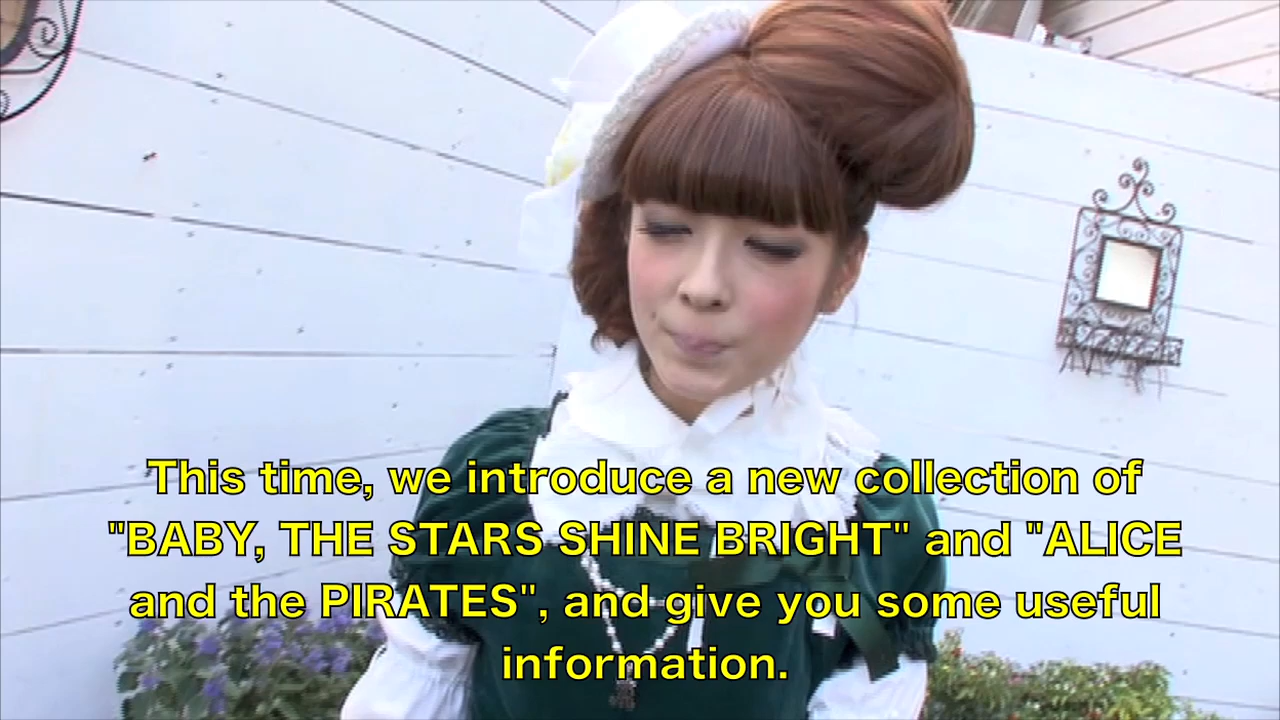 This time, we introduce a new collection of
"BABY, THE STARS SHINE BRIGHT" and "ALICE
and the PIRATES", and give you some useful
information.